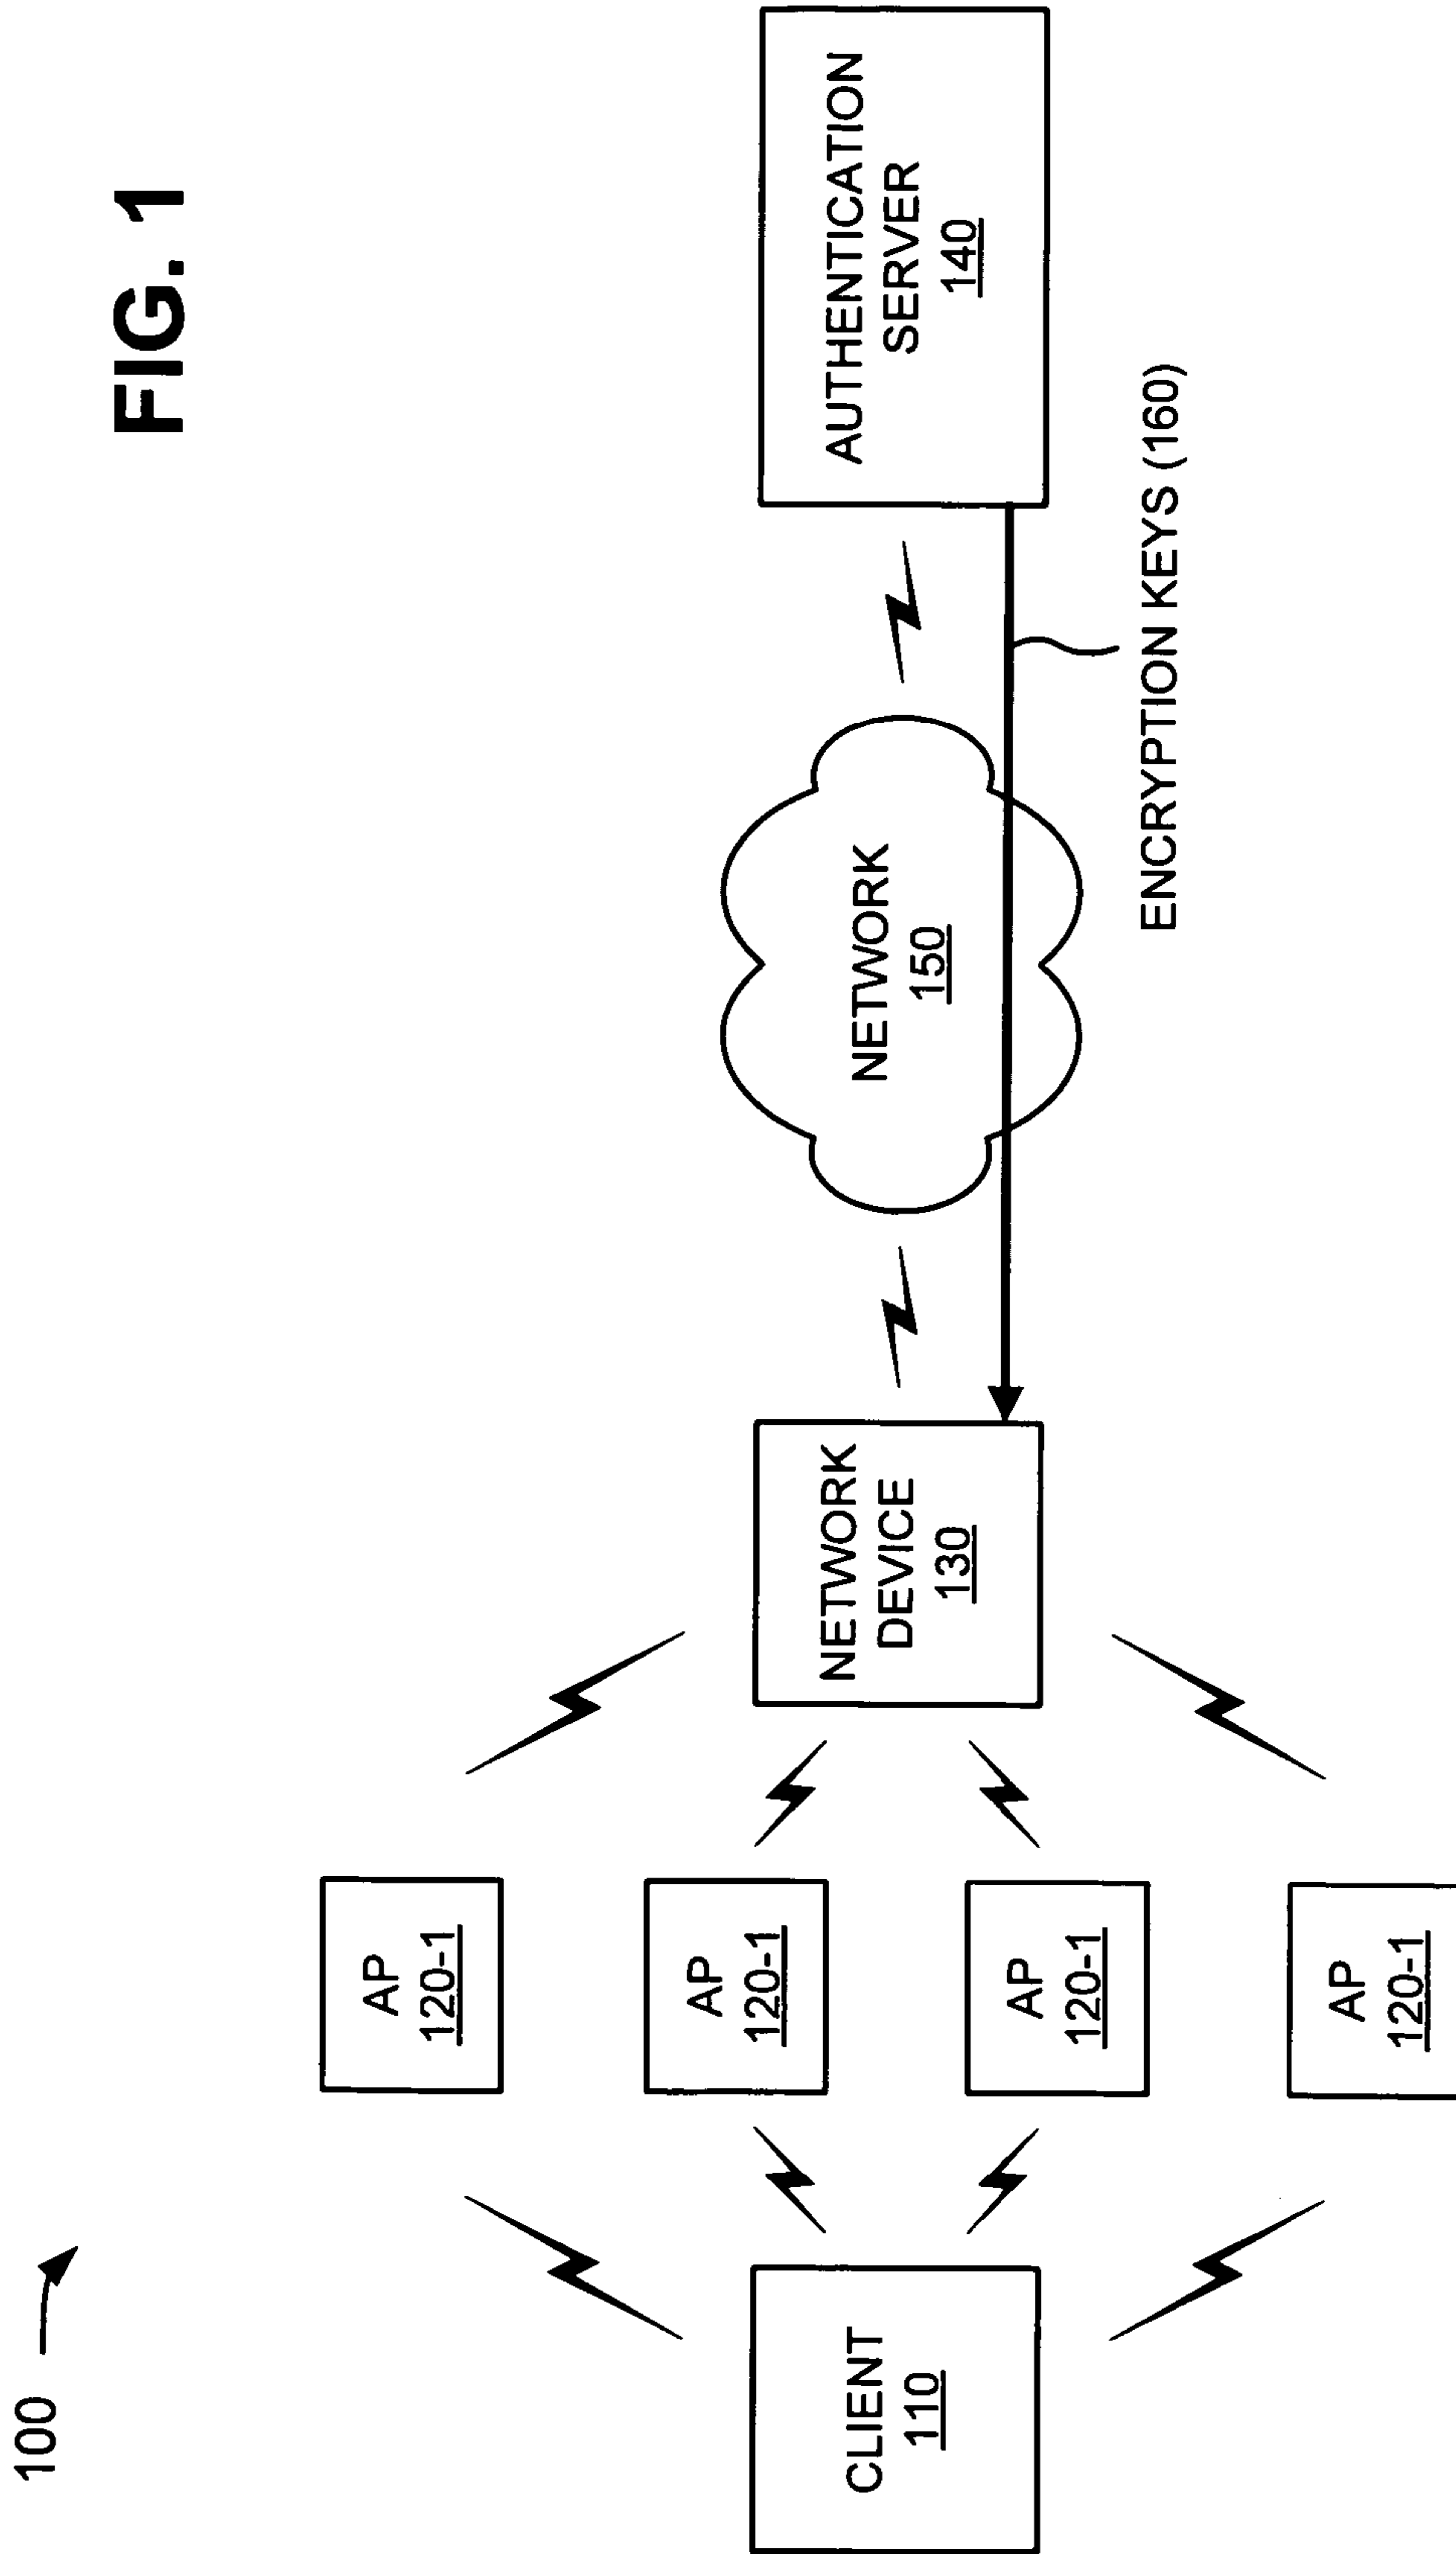 FIG. 1
100
CLIENT
110
AP
120-1
AP
120-1
AP
120-1
AP
120-1
NETWORK
DEVICE
130
NETWORK
150
AUTHENTICATION
SERVER
140
ENCRYPTION KEYS (160)